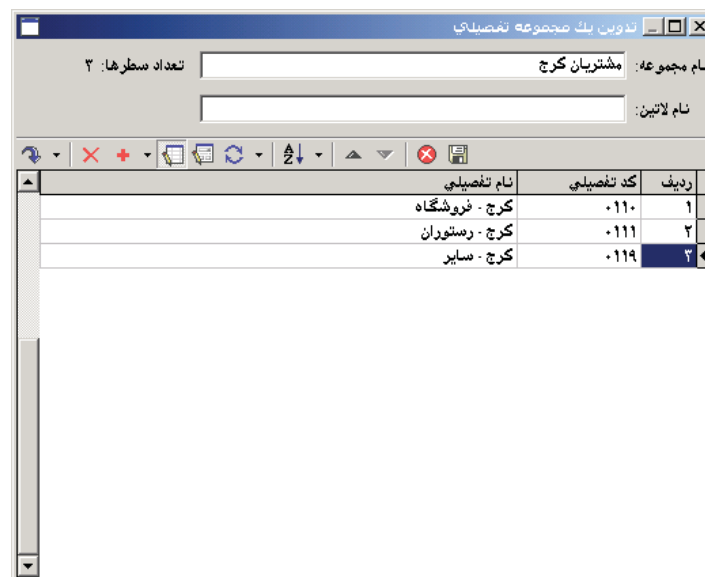 تدوين يك مجموعه تفصيلي
نام مجموعه: مشتريان كرج تعداد سطرها: ۳
نام لاتين:
رديف كد تفصيلي نام تفصيلي
۱ ۰۱۱۰ كرج - فروشگاه
۲ ۰۱۱۱ كرج - رستوران
۳ ۰۱۱۹ كرج - ساير